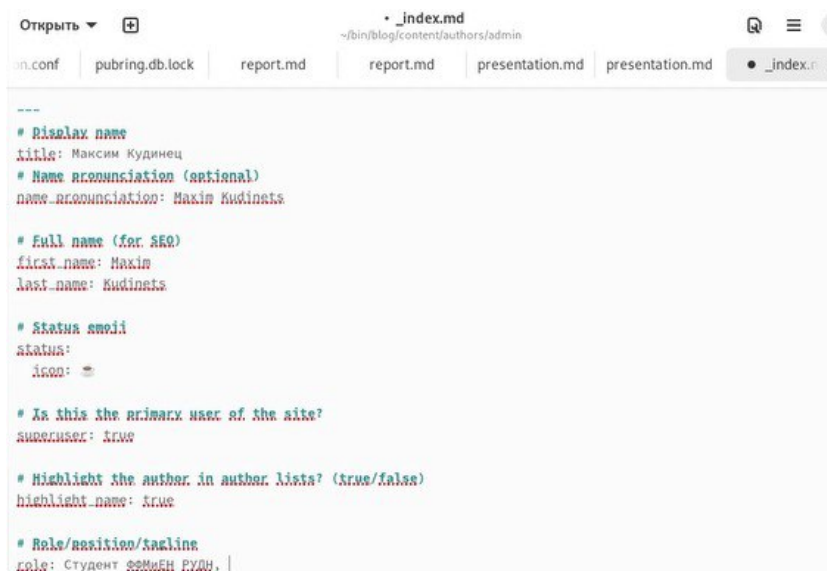 Открыть
• _index.md
~/bin/blog/content/authors/admin
n.conf
pubring.db.lock
report.md
report.md
presentation.md
presentation.md
• _index.
---
# Display name
title: Максим Кудинец
# Name pronunciation (optional)
name_pronunciation: Maxim Kudinets
# Full name (for SEO)
first_name: Maxim
last_name: Kudinets
# Status emoji
status:
icon: ☕
# Is this the primary user of the site?
superuser: true
# Highlight the author in author lists? (true/false)
highlight_name: true
# Role/position/tagline
role: Студент ФФМиЕН РУДН,